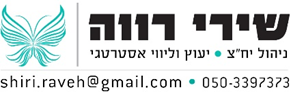 שירי רווה
ניהול יח"צ • יעוץ וליווי אסטרטגי
shiri.raveh@gmail.com • 050-3397373